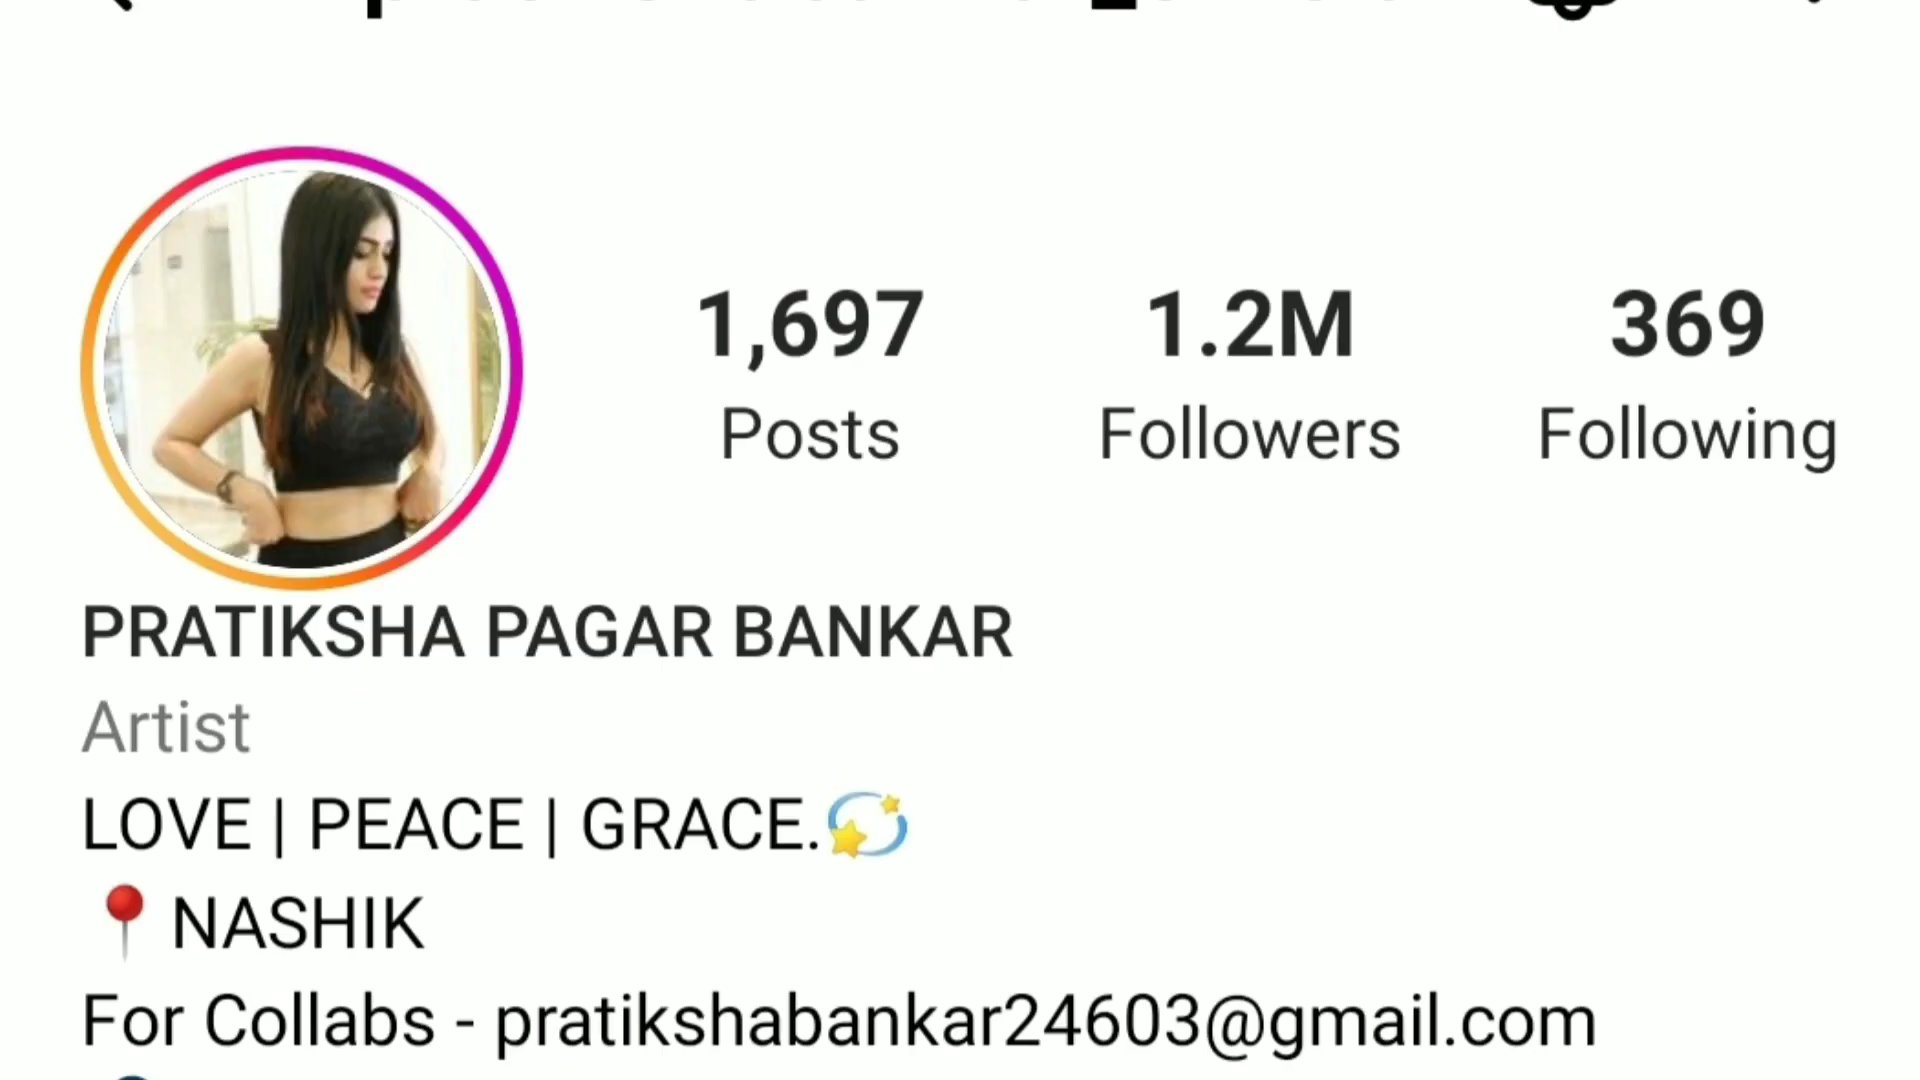 1,697 1.2M 369
Posts Followers Following
PRATIKSHA PAGAR BANKAR
Artist
LOVE | PEACE | GRACE.💫
📍 NASHIK
For Collabs - pratikshabankar24603@gmail.com